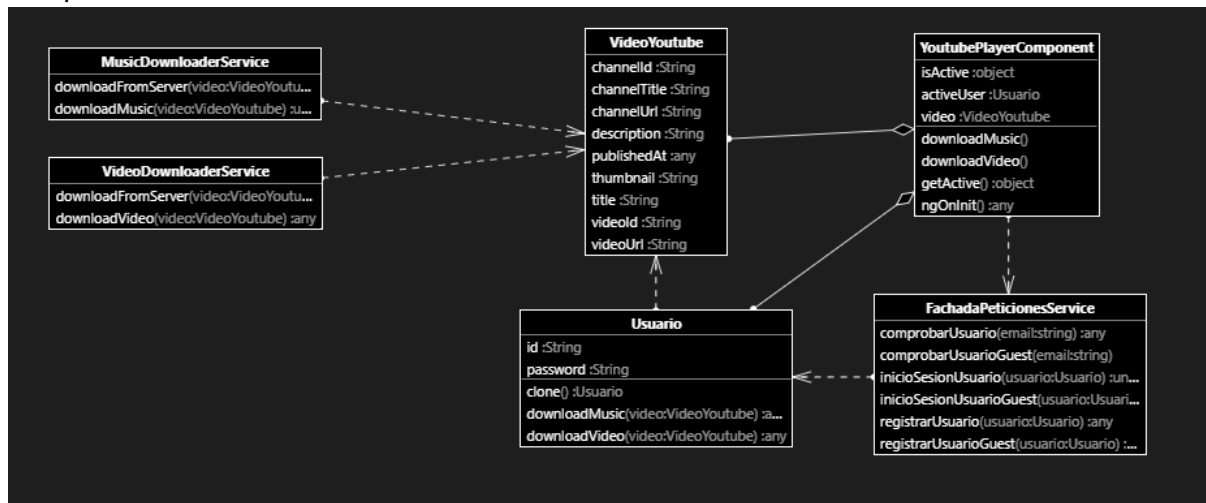 MusicDownloaderService
downloadFromServer(video:VideoYoutu...
downloadMusic(video:VideoYoutube) :u...
VideoDownloaderService
downloadFromServer(video:VideoYoutu...
downloadVideo(video:VideoYoutube) :any
VideoYoutube
channelId :String
channelTitle :String
channelUrl :String
description :String
publishedAt :any
thumbnail :String
title :String
videoId :String
videoUrl :String
YoutubePlayerComponent
isActive :object
activeUser :Usuario
video :VideoYoutube
downloadMusic()
downloadVideo()
getActive() :object
ngOnInit() :any
Usuario
id :String
password :String
clone() :Usuario
downloadMusic(video:VideoYoutube) :a...
downloadVideo(video:VideoYoutube) :any
FachadaPeticionesService
comprobarUsuario(email:string) :any
comprobarUsuarioGuest(email:string)
inicioSesionUsuario(usuario:Usuario) :un...
inicioSesionUsuarioGuest(usuario:Usuari...
registrarUsuario(usuario:Usuario) :any
registrarUsuarioGuest(usuario:Usuario) :...